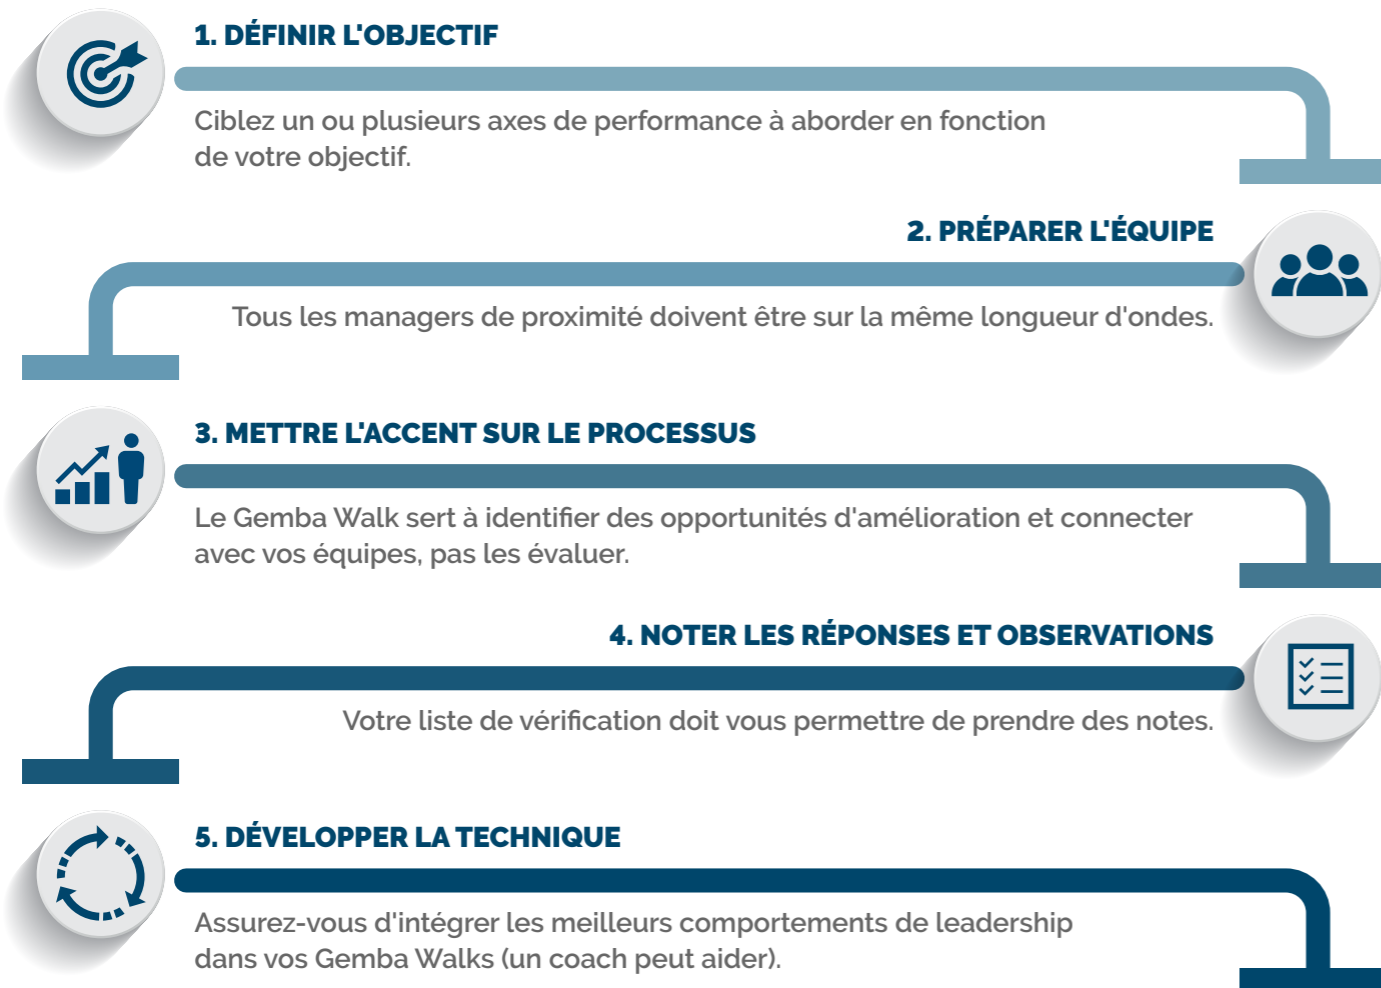 1. DÉFINIR L'OBJECTIF
Ciblez un ou plusieurs axes de performance à aborder en fonction
de votre objectif.
2. PRÉPARER L'ÉQUIPE
Tous les managers de proximité doivent être sur la même longueur d'ondes.
3. METTRE L'ACCENT SUR LE PROCESSUS
Le Gemba Walk sert à identifier des opportunités d'amélioration et connecter
avec vos équipes, pas les évaluer.
4. NOTER LES RÉPONSES ET OBSERVATIONS
Votre liste de vérification doit vous permettre de prendre des notes.
5. DÉVELOPPER LA TECHNIQUE
Assurez-vous d'intégrer les meilleurs comportements de leadership
dans vos Gemba Walks (un coach peut aider).